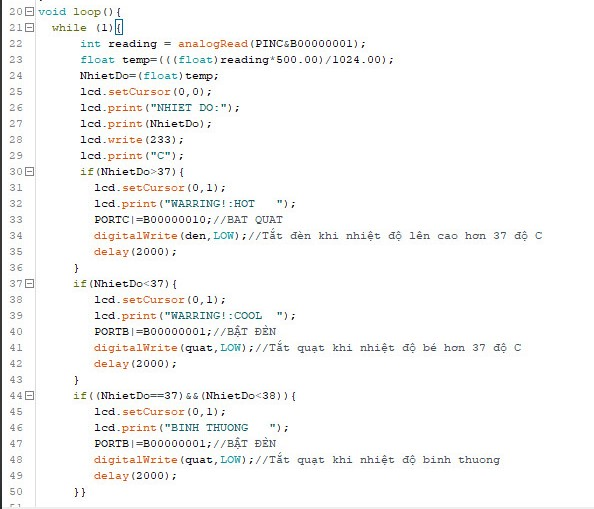 20 void loop(){
21 while (1){
22 int reading = analogRead(PINC&B00000001);
23 float temp=(((float)reading*500.00)/1024.00);
24 NhietDo=(float)temp;
25 lcd.setCursor(0,0);
26 lcd.print("NHIET DO:");
27 lcd.print(NhietDo);
28 lcd.write(233);
29 lcd.print("C");
30 if(NhietDo>37){
31 lcd.setCursor(0,1);
32 lcd.print("WARRING!:HOT   ");
33 PORTC|=B00000010;//BAT QUAT
34 digitalWrite(den,LOW);//Tắt đèn khi nhiệt độ lên cao hơn 37 độ C
35 delay(2000);
36 }
37 if(NhietDo<37){
38 lcd.setCursor(0,1);
39 lcd.print("WARRING!:COOL  ");
40 PORTB|=B00000001;//BẬT ĐÈN
41 digitalWrite(quat,LOW);//Tắt quạt khi nhiệt độ bé hơn 37 độ C
42 delay(2000);
43 }
44 if((NhietDo==37)&&(NhietDo<38)){
45 lcd.setCursor(0,1);
46 lcd.print("BINH THUONG   ");
47 PORTB|=B00000001;//BẬT ĐÈN
48 digitalWrite(quat,LOW);//Tắt quạt khi nhiệt độ binh thuong
49 delay(2000);
50 }}